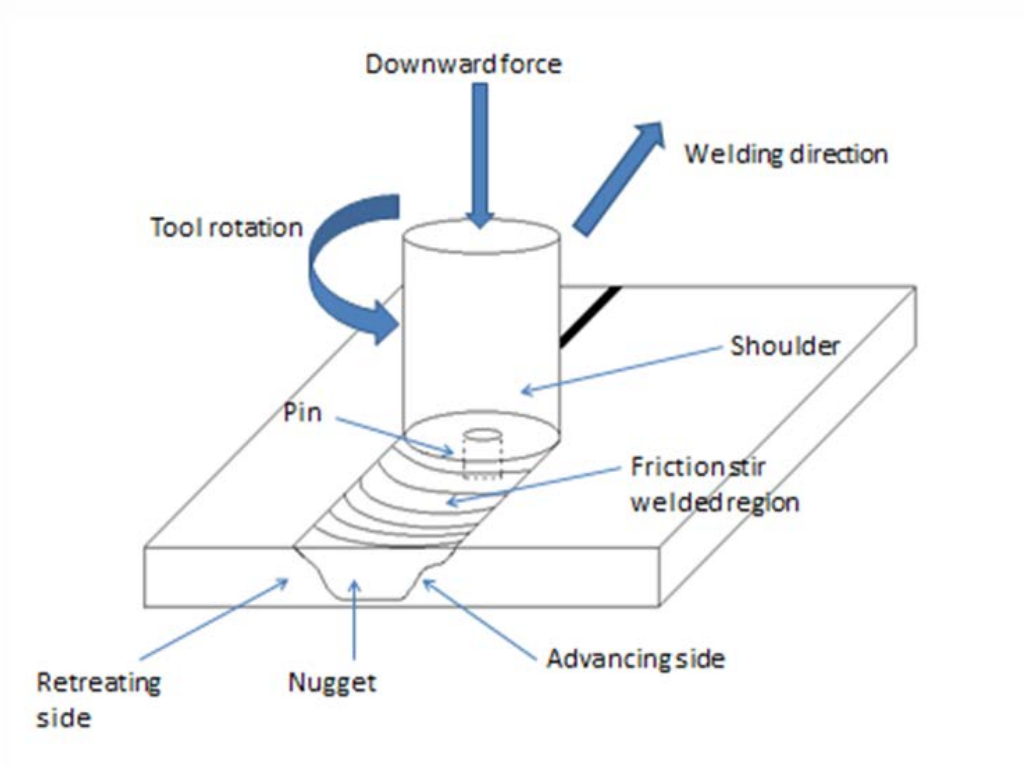 Downward force
Welding direction
Tool rotation
Shoulder
Pin
Friction stir
welded region
Advancing side
Retreating
side
Nugget